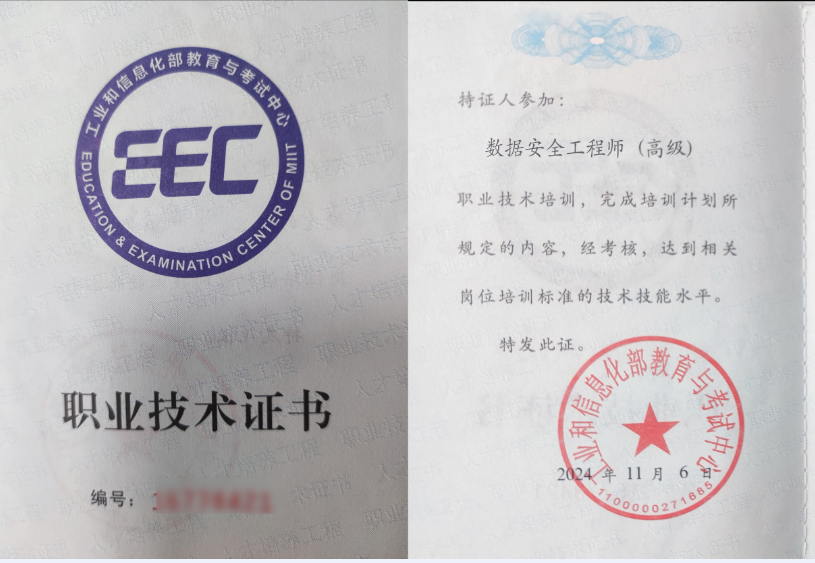 工业和信息化部教育与考试中心
EEC
EDUCATION & EXAMINATION CENTER OF MIIT
职业技术证书
编号：
持证人参加：
数据安全工程师（高级）
职业技术培训，完成培训计划所
规定的内容，经考核，达到相关
岗位培训标准的技术技能水平。
特发此证。
工业和信息化部教育与考试中心
2024 年 11 月 6 日
1100000271685